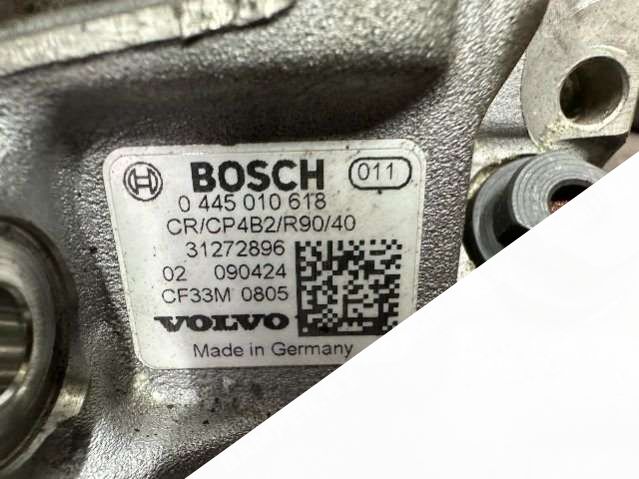 BOSCH 011
0 445 010 618
CR/CP4B2/R90/40
31272896
02 090424
CF33M 0805
VOLVO
Made in Germany